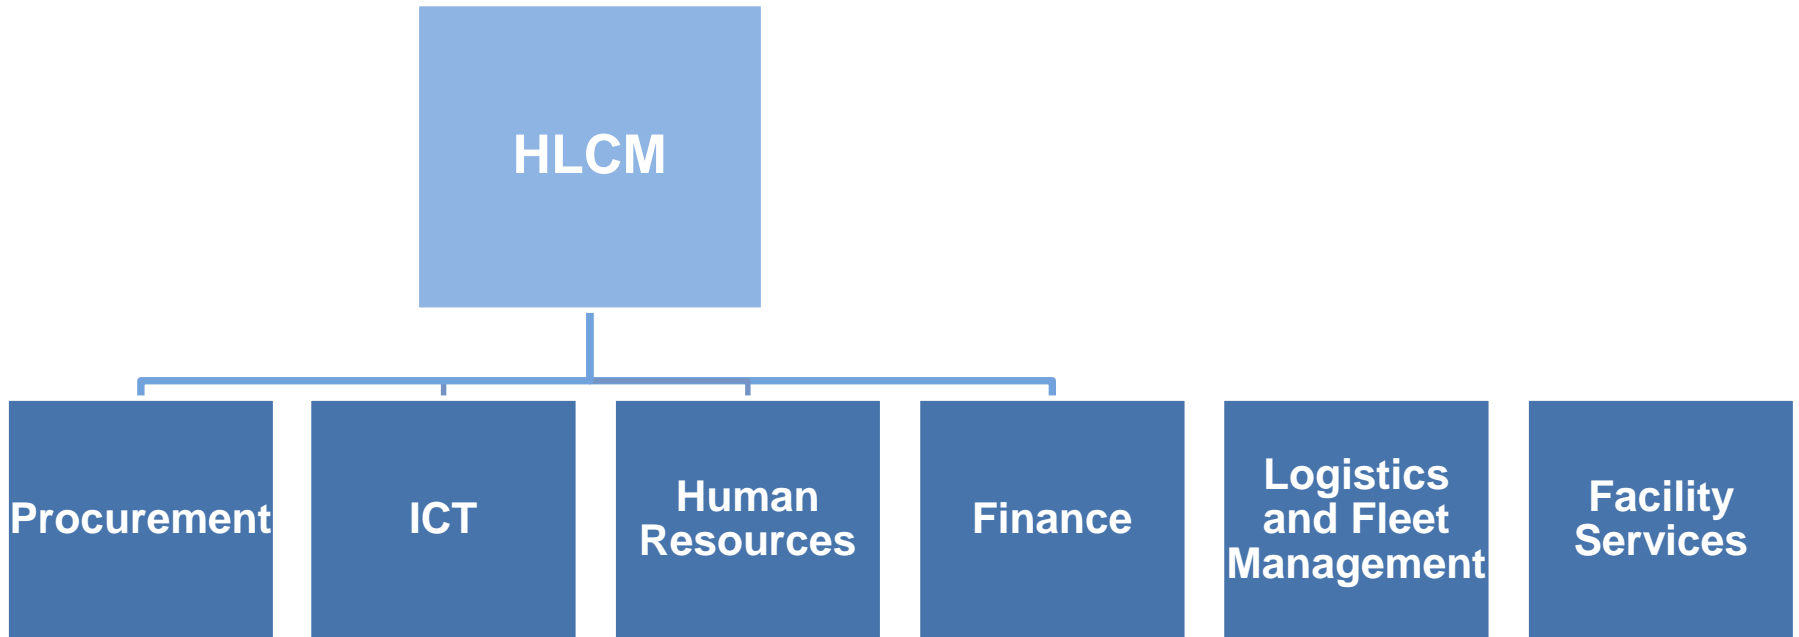 HLCM
Procurement
ICT
Human
Resources
Finance
Logistics
and Fleet
Management
Facility
Services